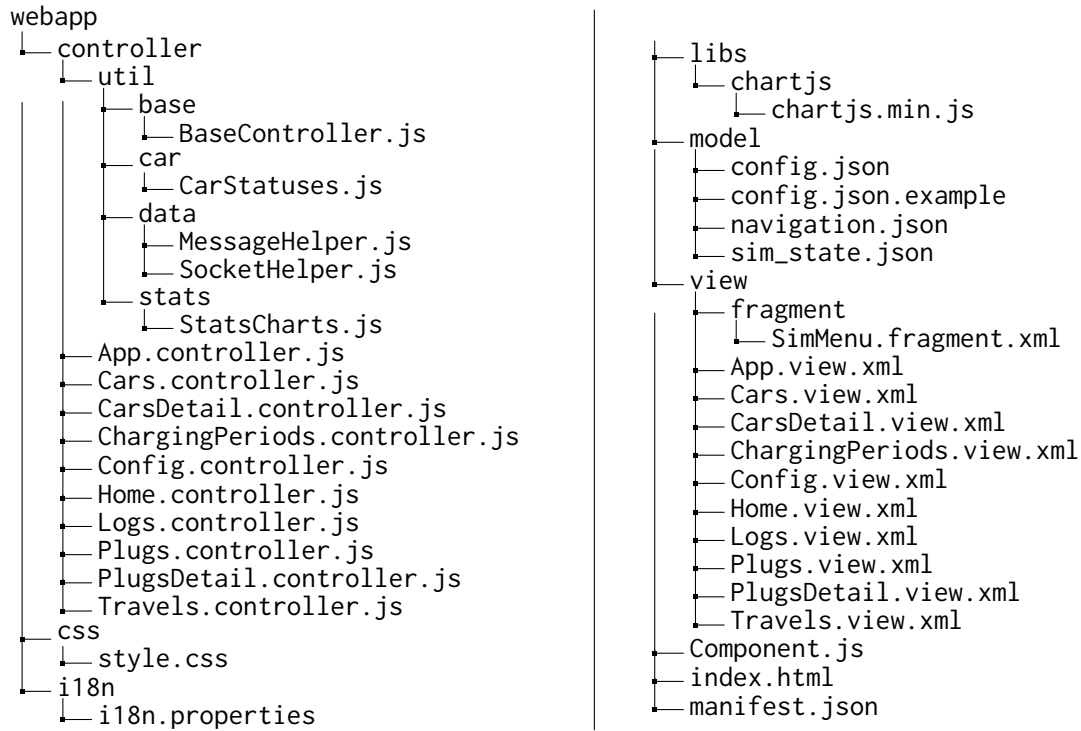 webapp
controller
util
base
BaseController.js
car
CarStatuses.js
data
MessageHelper.js
SocketHelper.js
stats
StatsCharts.js
App.controller.js
Cars.controller.js
CarsDetail.controller.js
ChargingPeriods.controller.js
Config.controller.js
Home.controller.js
Logs.controller.js
Plugs.controller.js
PlugsDetail.controller.js
Travels.controller.js
css
style.css
i18n
i18n.properties
libs
chartjs
chartjs.min.js
model
config.json
config.json.example
navigation.json
sim_state.json
view
fragment
SimMenu.fragment.xml
App.view.xml
Cars.view.xml
CarsDetail.view.xml
ChargingPeriods.view.xml
Config.view.xml
Home.view.xml
Logs.view.xml
Plugs.view.xml
PlugsDetail.view.xml
Travels.view.xml
Component.js
index.html
manifest.json